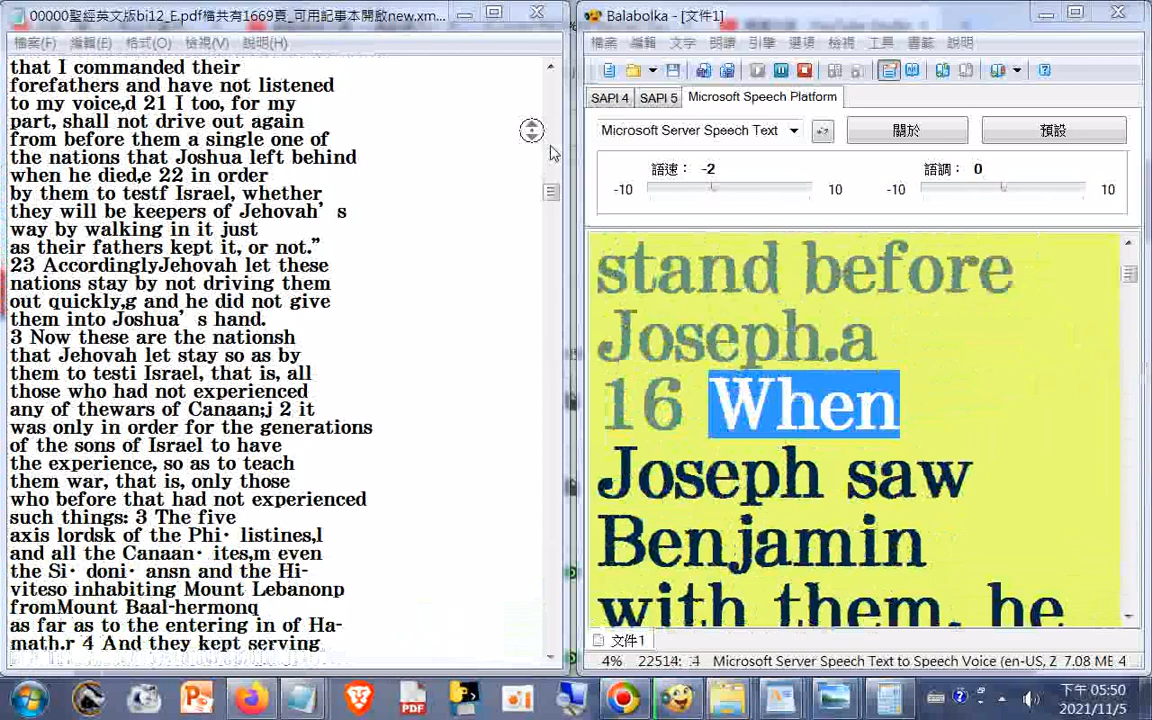 00000聖經英文版bi12_E.pdf檔共有1669頁_可用記事本開啟new.xm...
檔案(F) 編輯(E) 格式(O) 檢視(V) 說明(H)
that I commanded their
forefathers and have not listened
to my voice,d 21 I too, for my
part, shall not drive out again
from before them a single one of
the nations that Joshua left behind
when he died,e 22 in order
by them to testf Israel, whether
they will be keepers of Jehovah’s
way by walking in it just
as their fathers kept it, or not.”
23 AccordinglyJehovah let these
nations stay by not driving them
out quickly,g and he did not give
them into Joshua’s hand.
3 Now these are the nationsh
that Jehovah let stay so as by
them to testi Israel, that is, all
those who had not experienced
any of thewars of Canaan;j 2 it
was only in order for the generations
of the sons of Israel to have
the experience, so as to teach
them war, that is, only those
who before that had not experienced
such things: 3 The five
axis lordsk of the Phi·listines,l
and all the Canaan·ites,m even
the Si·doni·ansn and the Hi-
viteso inhabiting Mount Lebanonp
fromMount Baal-hermonq
as far as to the entering in of Ha-
math.r 4 And they kept serving
Balabolka - [文件1]
檔案 編輯 文字 朗讀 引擎 選項 檢視 工具 書籤 說明
SAPI 4 SAPI 5 Microsoft Speech Platform
Microsoft Server Speech Text 關於 預設
語速: -2 語調: 0
-10 10 -10 10
stand before
Joseph.a
16 When
Joseph saw
Benjamin
with them, he
文件1
4% 22514: :4 Microsoft Server Speech Text to Speech Voice (en-US, Z 7.08 ME 4
下午 05:50
2021/11/5